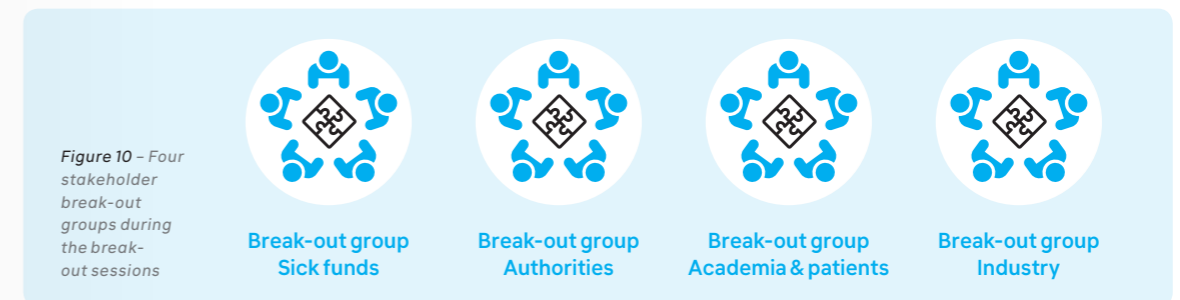 Figure 10 – Four
stakeholder
break-out
groups during
the break-
out sessions
Break-out group
Sick funds
Break-out group
Authorities
Break-out group
Academia & patients
Break-out group
Industry